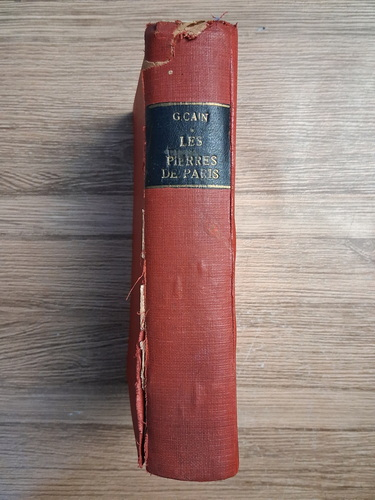 G. CAIN
LES
PIERRES
DE PARIS